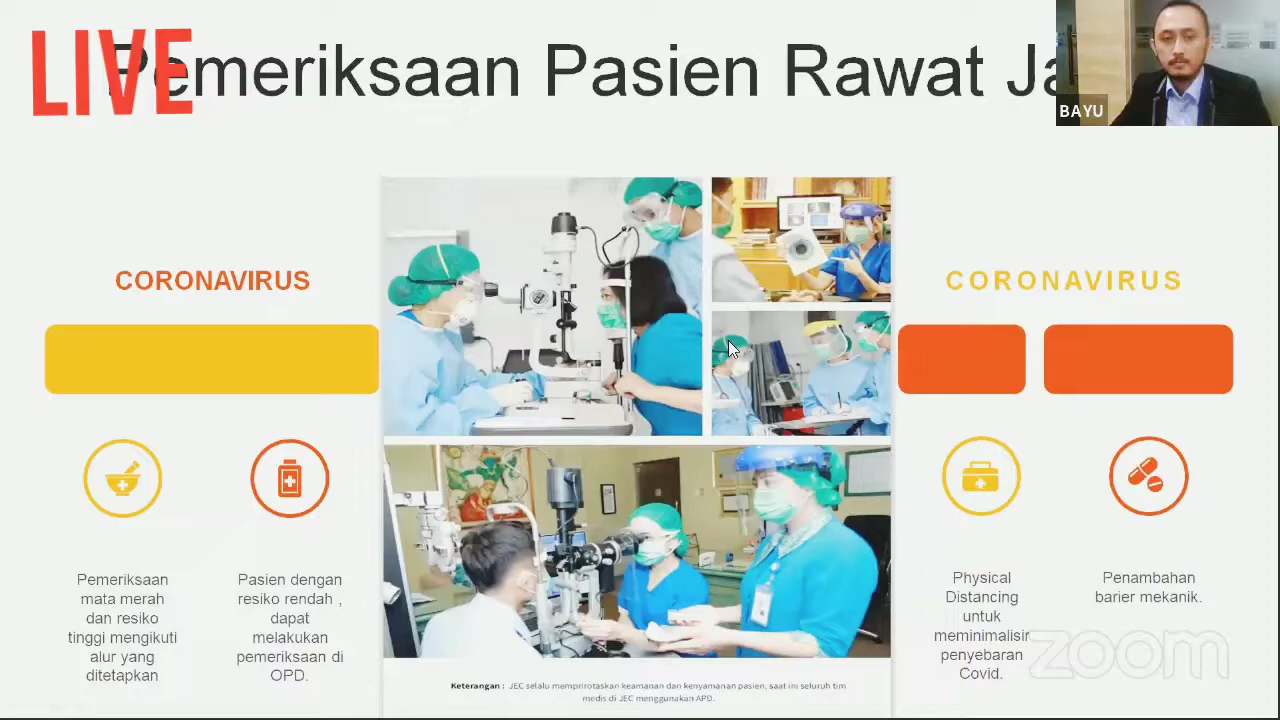 LIVE
Pemeriksaan Pasien Rawat Ja
BAYU
CORONAVIRUS
CORONAVIRUS
Pemeriksaan
mata merah
dan resiko
tinggi mengikuti
alur yang
ditetapkan
Pasien dengan
resiko rendah ,
dapat
melakukan
pemeriksaan di
OPD.
Physical
Distancing
untuk
meminimalisir
penyebaran
Covid.
Penambahan
barier mekanik.
Keterangan : JEC selalu memprirotaskan keamanan dan kenyamanan pasien, saat ini seluruh tim
medis di JEC menggunakan APD.
zoom